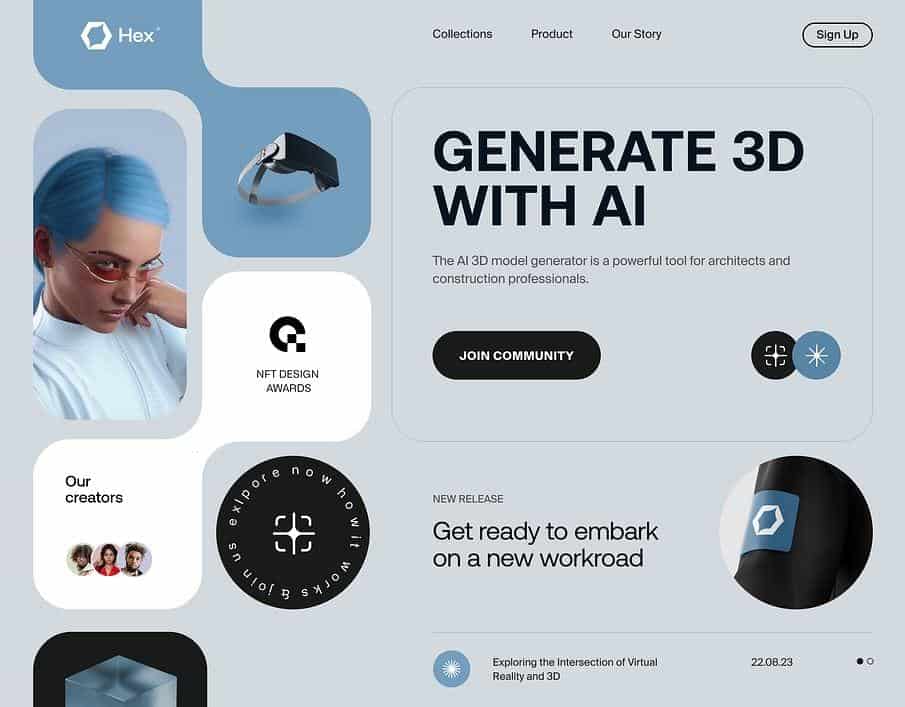 Hex
Collections
Product
Our Story
Sign Up
GENERATE 3D
WITH AI
The AI 3D model generator is a powerful tool for architects and
construction professionals.
JOIN COMMUNITY
NFT DESIGN
AWARDS
Our
creators
exlpore now how it works & join us
NEW RELEASE
Get ready to embark
on a new workroad
Exploring the Intersection of Virtual
Reality and 3D
22.08.23